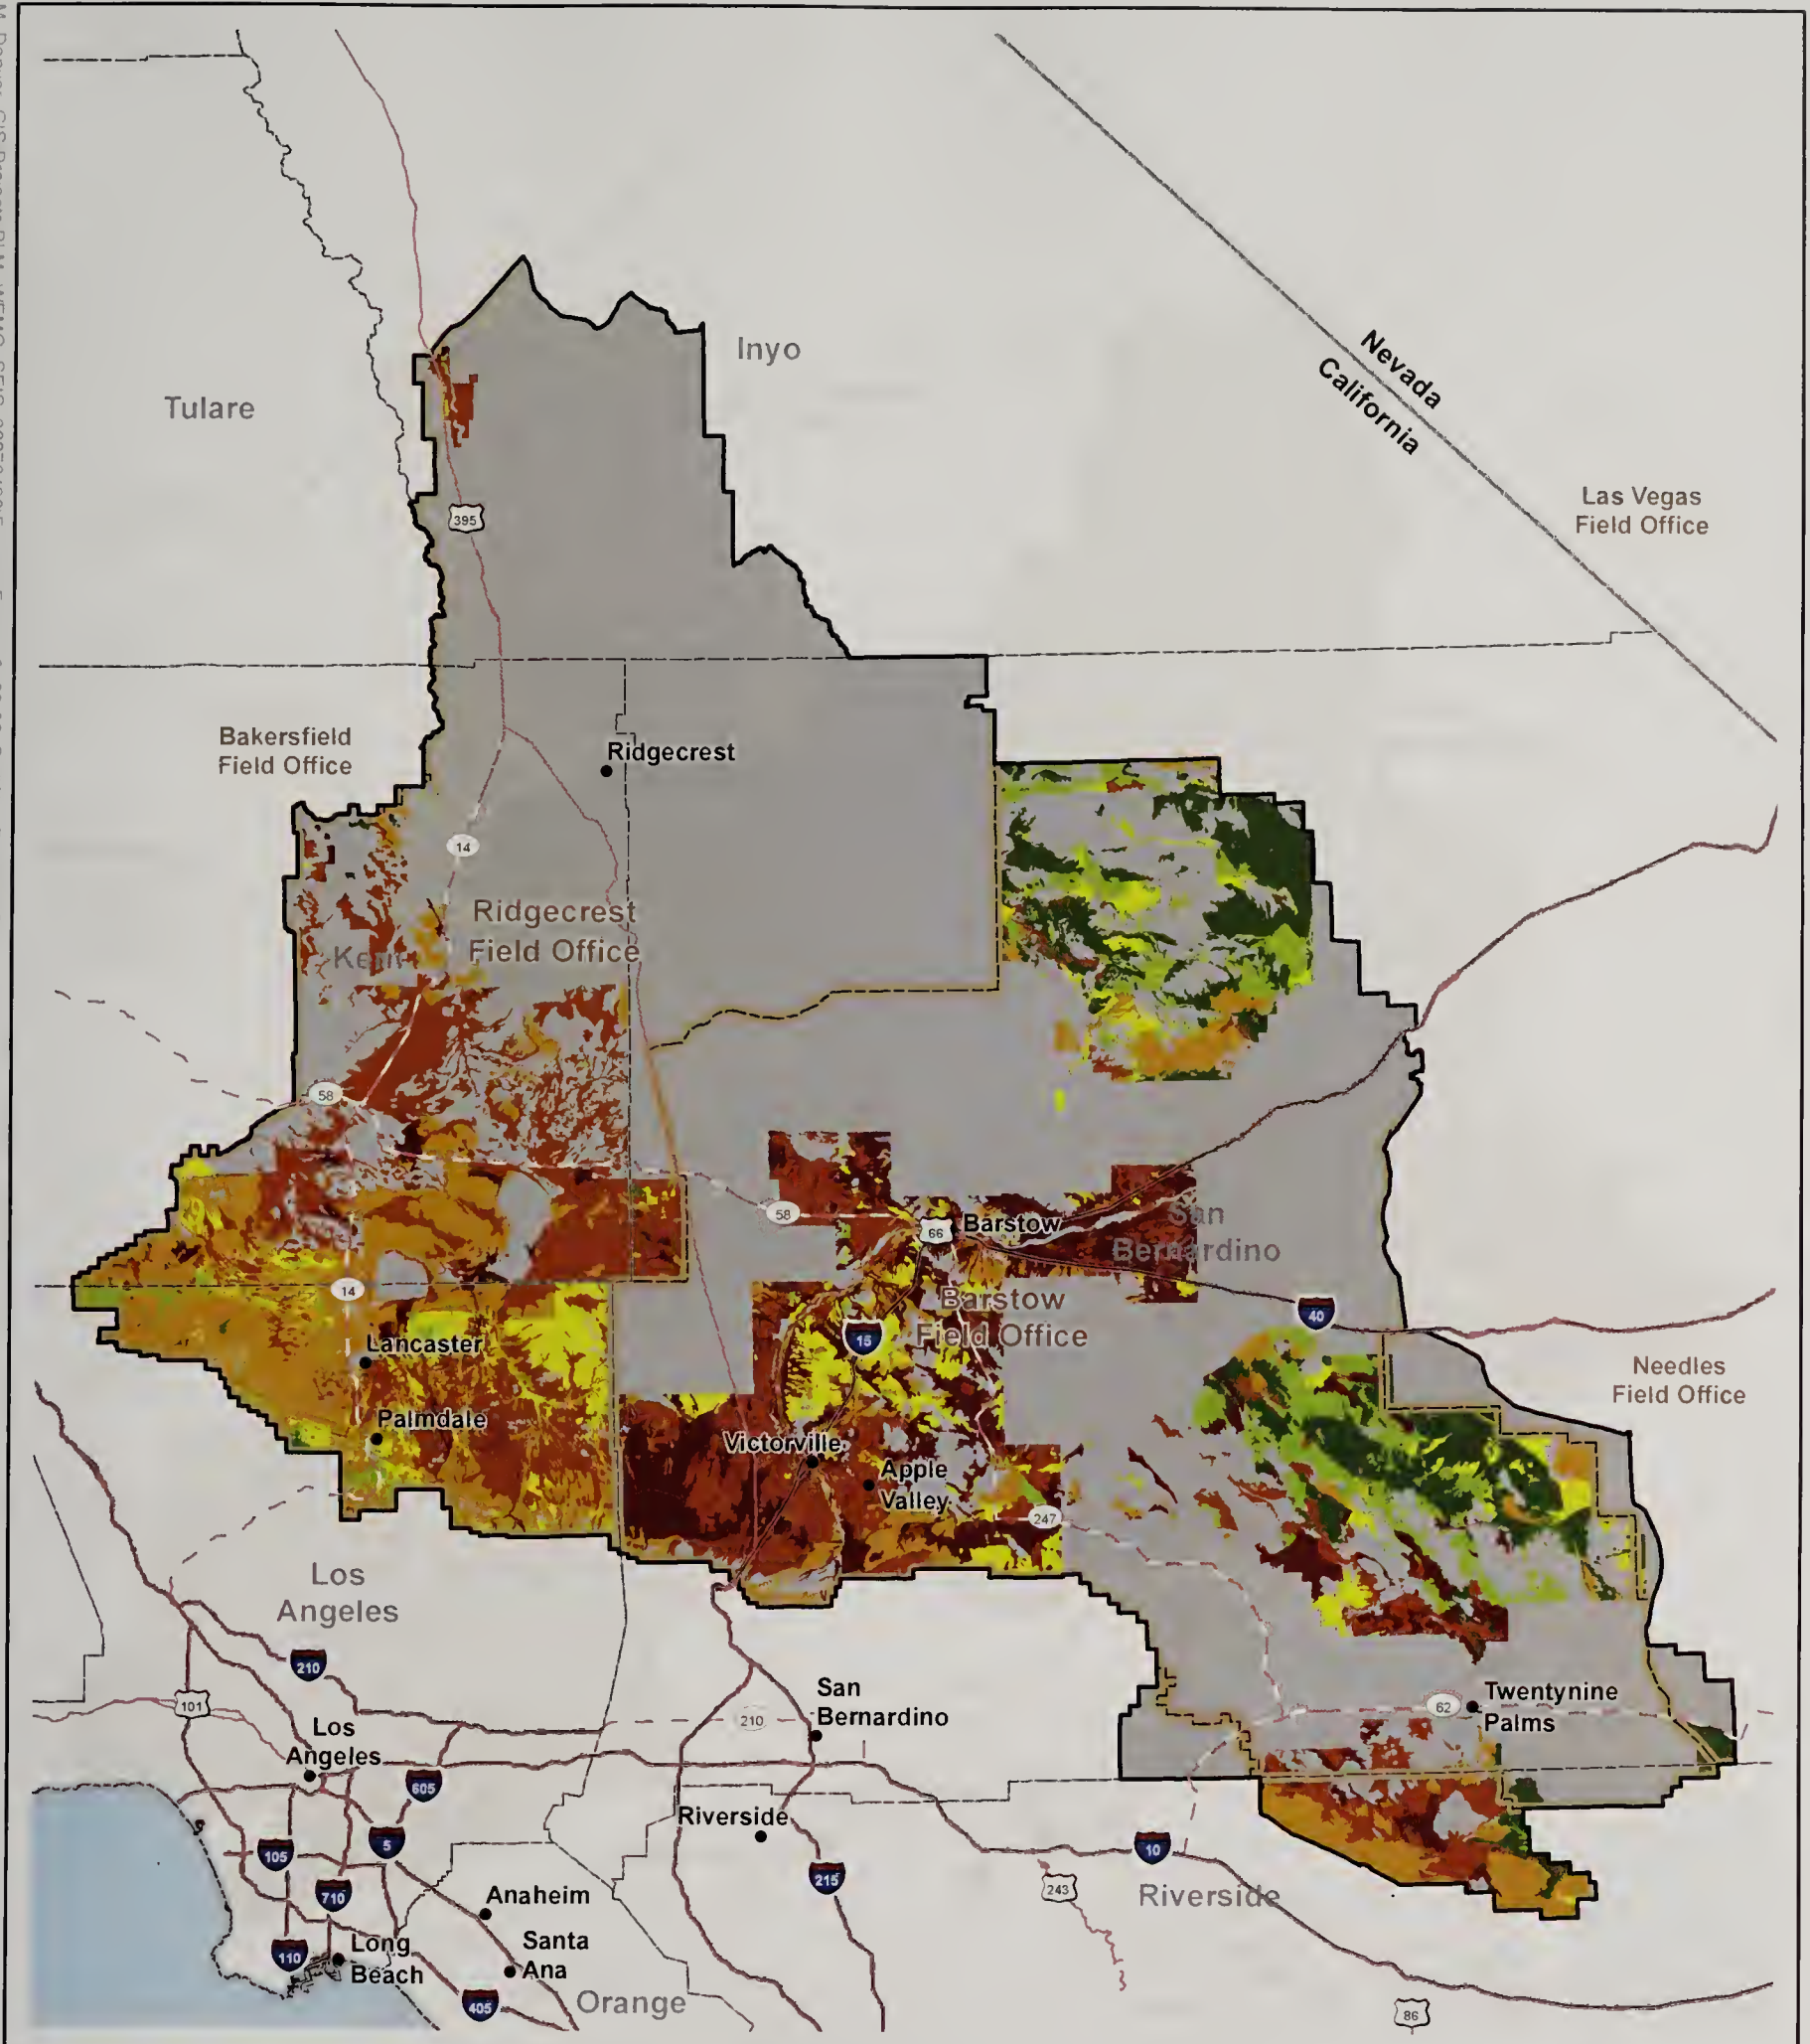 Inyo
Tulare
Nevada
California
Las Vegas
Field Office
395
Bakersfield
Field Office
Ridgecrest
14
Ridgecrest
Field Office
Kern
58
58
66
Barstow
San
Bernardino
14
Barstow
Field Office
40
15
Lancaster
Needles
Field Office
Palmdale
Victorville
Apple
Valley
247
Los
Angeles
210
101
San
Bernardino
62
Twentynine
Palms
210
Los
Angeles
605
Riverside
105
5
10
215
710
243
Riverside
Anaheim
110
Long
Beach
Santa
Ana
405
Orange
86